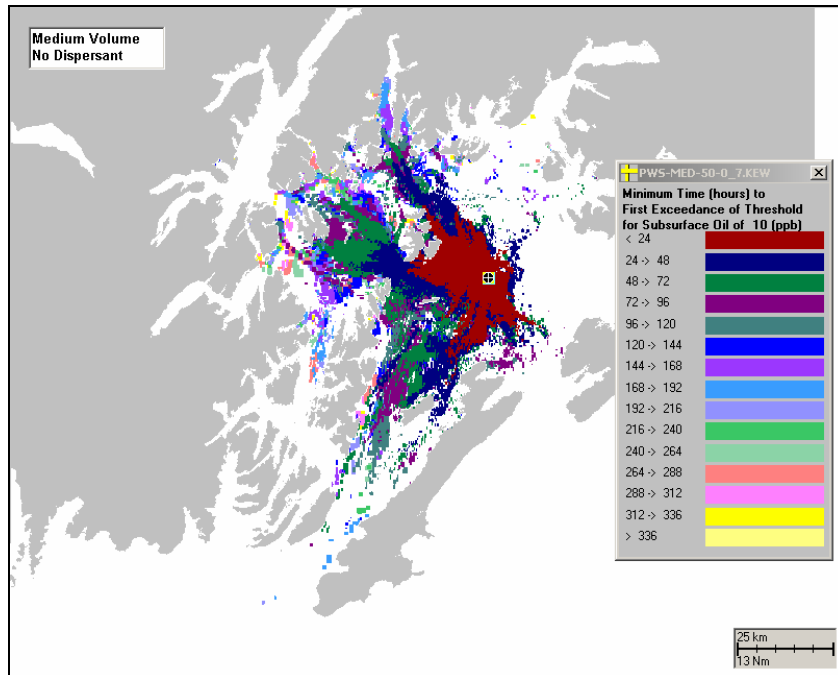 Medium Volume
No Dispersant
PWS-MED-50-0_7.KEW
Minimum Time (hours) to
First Exceedance of Threshold
for Subsurface Oil of 10 (ppb)
< 24
24 -> 48
48 -> 72
72 -> 96
96 -> 120
120 -> 144
144 -> 168
168 -> 192
192 -> 216
216 -> 240
240 -> 264
264 -> 288
288 -> 312
312 -> 336
> 336
25 km
13 Nm